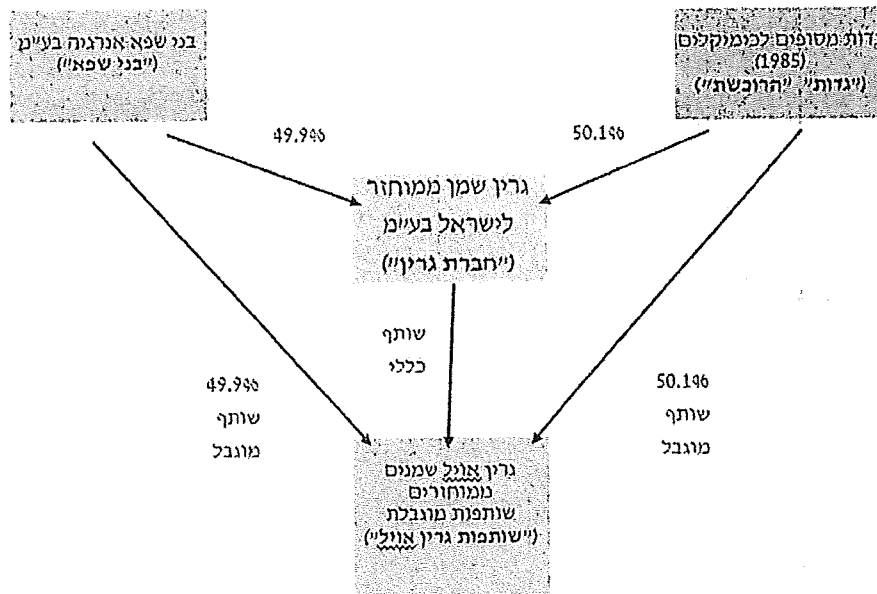 בני שפא אנרגיה בע״מ
(״בני שפא״)
גדות מסופים לכימיקלים
(1985)
(״גדות״ ״הרוכשת״)
49.9%
50.1%
גרין שמן ממוחזר
לישראל בע״מ
(״חברת גרין״)
שותף
כללי
49.9%
שותף
מוגבל
50.1%
שותף
מוגבל
גרין אויל שמנים
ממוחזרים
שותפות מוגבלת
(״שותפות גרין אויל״)